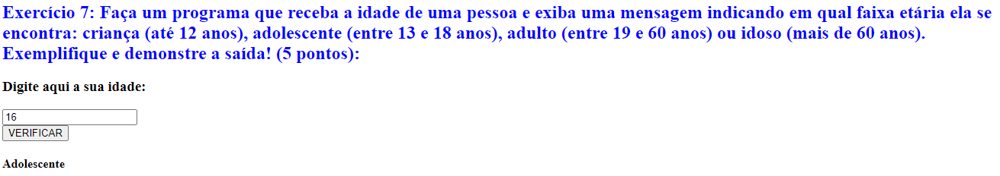 Exercício 7: Faça um programa que receba a idade de uma pessoa e exiba uma mensagem indicando em qual faixa etária ela se
encontra: criança (até 12 anos), adolescente (entre 13 e 18 anos), adulto (entre 19 e 60 anos) ou idoso (mais de 60 anos).
Exemplifique e demonstre a saída! (5 pontos):
Digite aqui a sua idade:
16
VERIFICAR
Adolescente